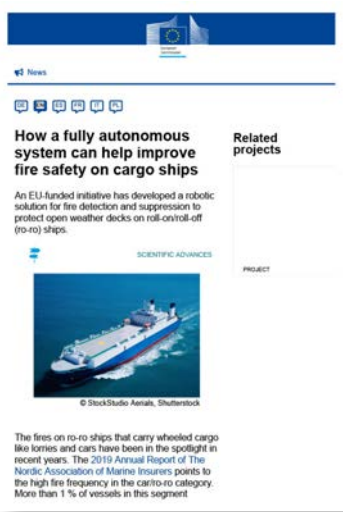 News
DE EN ES FR IT PL
How a fully autonomous
system can help improve
fire safety on cargo ships
Related
projects
An EU-funded initiative has developed a robotic
solution for fire detection and suppression to
protect open weather decks on roll-on/roll-off
(ro-ro) ships.
SCIENTIFIC ADVANCES
PROJECT
© StockStudio Aerials, Shutterstock
The fires on ro-ro ships that carry wheeled cargo
like lorries and cars have been in the spotlight in
recent years. The 2019 Annual Report of The
Nordic Association of Marine Insurers points to
the high fire frequency in the car/ro-ro category.
More than 1 % of vessels in this segment